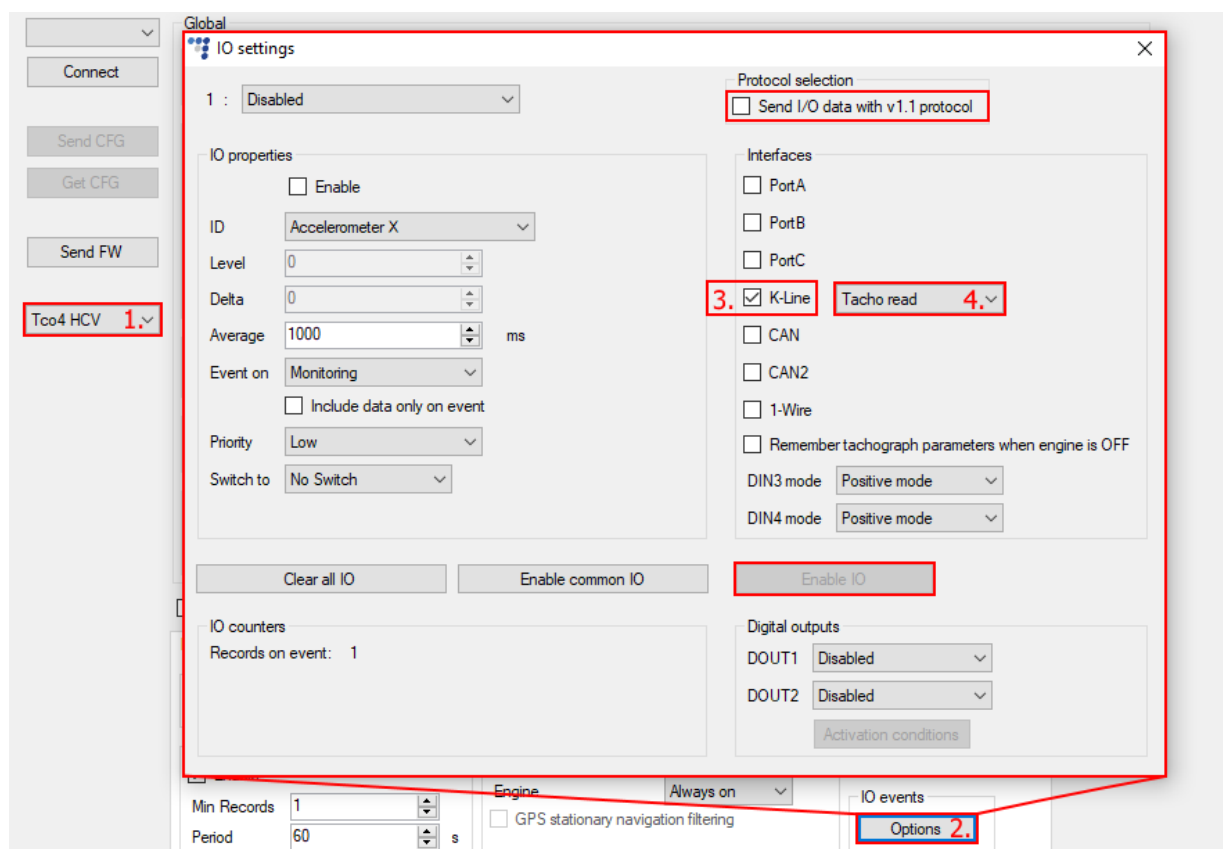 Global
Connect
Send CFG
Get CFG
Send FW
Tco4 HCV 1.
IO settings
1 : Disabled
Protocol selection
Send I/O data with v1.1 protocol
IO properties
Enable
ID Accelerometer X
Level 0
Delta 0
Average 1000 ms
Event on Monitoring
Include data only on event
Priority Low
Switch to No Switch
Interfaces
PortA
PortB
PortC
3. K-Line Tacho read 4.
CAN
CAN2
1-Wire
Remember tachograph parameters when engine is OFF
DIN3 mode Positive mode
DIN4 mode Positive mode
Clear all IO Enable common IO Enable IO
IO counters
Records on event: 1
Digital outputs
DOUT1 Disabled
DOUT2 Disabled
Activation conditions
Min Records 1
Period 60 s
Engine Always on
GPS stationary navigation filtering
IO events
Options 2.